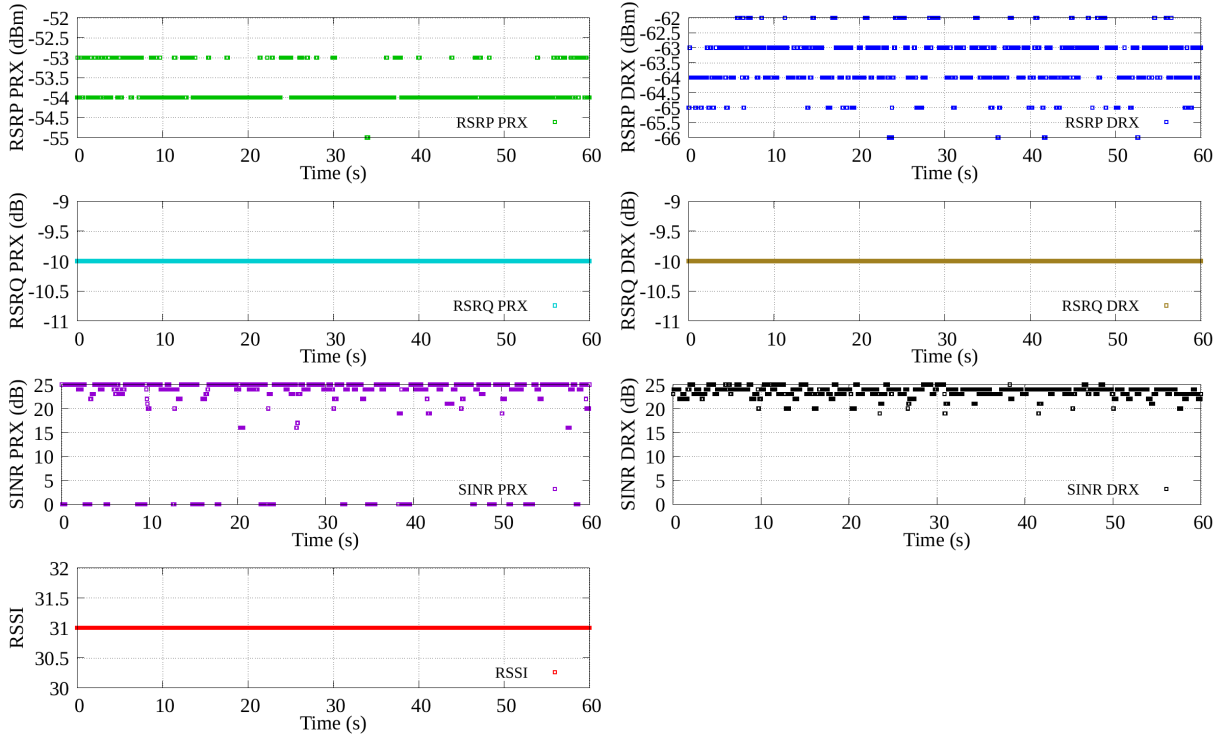 RSRP PRX (dBm)
-52
-52.5
-53
-53.5
-54
-54.5
-55
RSRP PRX
0 10 20 30 40 50 60
Time (s)
RSRP DRX (dBm)
-62
-62.5
-63
-63.5
-64
-64.5
-65
-65.5
-66
RSRP DRX
0 10 20 30 40 50 60
Time (s)
RSRQ PRX (dB)
-9
-9.5
-10
-10.5
-11
RSRQ PRX
0 10 20 30 40 50 60
Time (s)
RSRQ DRX (dB)
-9
-9.5
-10
-10.5
-11
RSRQ DRX
0 10 20 30 40 50 60
Time (s)
SINR PRX (dB)
25
20
15
10
5
0
SINR PRX
0 10 20 30 40 50 60
Time (s)
SINR DRX (dB)
25
20
15
10
5
0
SINR DRX
0 10 20 30 40 50 60
Time (s)
RSSI
32
31.5
31
30.5
30
RSSI
0 10 20 30 40 50 60
Time (s)